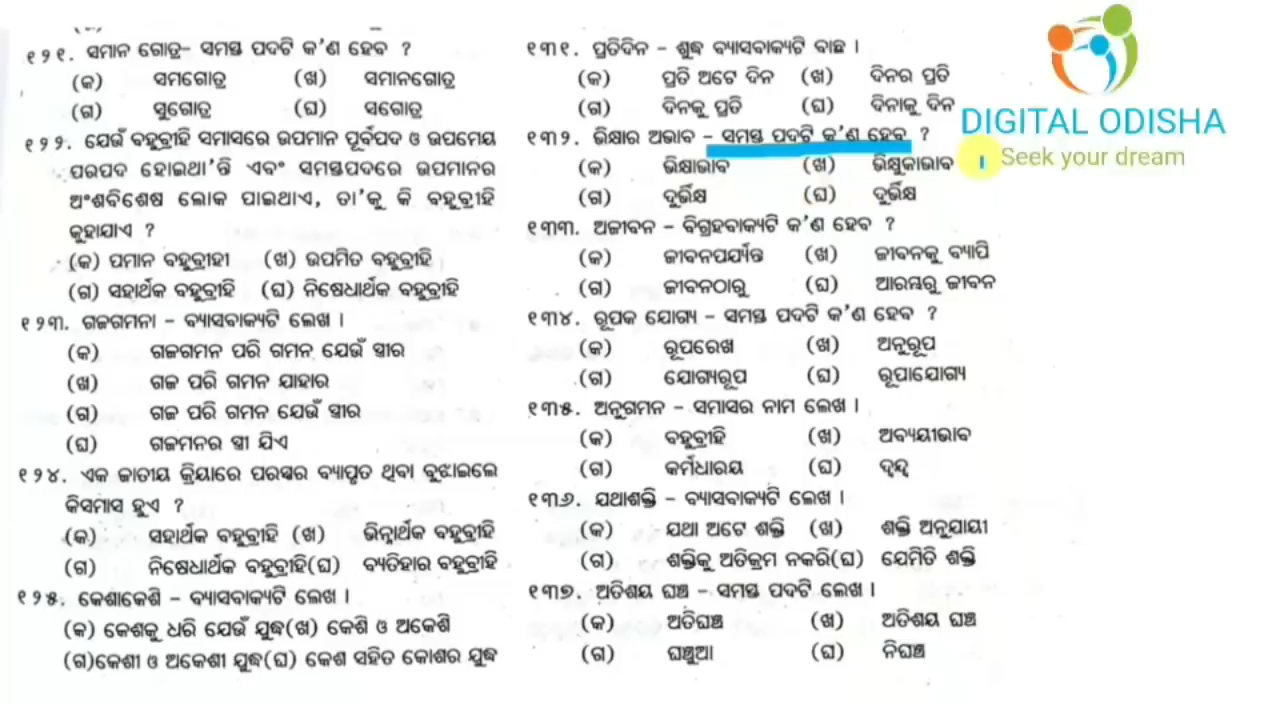 ୧୨୧. ସମାନ ଗୋତ୍ର- ସମସ୍ତ ପଦଟି କ'ଣ ହେବ ?
(କ) ସମଗୋତ୍ର (ଖ) ସମାନଗୋତ୍ର
(ଗ) ସୁଗୋତ୍ର (ଘ) ସଗୋତ୍ର
୧୨୨. ଯେଉଁ ବହୁବ୍ରୀହି ସମାସରେ ଉପମାନ ପୂର୍ବପଦ ଓ ଉପମେୟ
ପରପଦ ହୋଇଥା'ନ୍ତି ଏବଂ ସମସ୍ତପଦରେ ଉପମାନର
ଅଂଶବିଶେଷ ଲୋକ ପାଇଥାଏ, ତା'କୁ କି ବହୁବ୍ରୀହି
କୁହାଯାଏ ?
(କ) ପମାନ ବହୁବ୍ରୀହୀ (ଖ) ଉପମିତ ବହୁବ୍ରୀହି
(ଗ) ସହାର୍ଥକ ବହୁବ୍ରୀହି (ଘ) ନିଷେଧାର୍ଥକ ବହୁବ୍ରୀହି
୧୨୩. ଗଜଗମନା - ବ୍ୟାସବାକ୍ୟଟି ଲେଖ ।
(କ) ଗଜଗମନ ପରି ଗମନ ଯେଉଁ ସ୍ତ୍ରୀର
(ଖ) ଗଜ ପରି ଗମନ ଯାହାର
(ଗ) ଗଜ ପରି ଗମନ ଯେଉଁ ସ୍ତ୍ରୀର
(ଘ) ଗଜମନର ସ୍ତ୍ରୀ ଯିଏ
୧୨୪. ଏକ ଜାତୀୟ କ୍ରିୟାରେ ପରସ୍ପର ବ୍ୟାପୃତ ଥିବା ବୁଝାଇଲେ
କିସମାସ ହୁଏ ?
(କ) ସହାର୍ଥକ ବହୁବ୍ରୀହି (ଖ) ଭିନ୍ନାର୍ଥକ ବହୁବ୍ରୀହି
(ଗ) ନିଷେଧାର୍ଥକ ବହୁବ୍ରୀହି(ଘ) ବ୍ୟତିହାର ବହୁବ୍ରୀହି
୧୨୫. କେଶାକେଶି - ବ୍ୟାସବାକ୍ୟଟି ଲେଖ ।
(କ) କେଶକୁ ଧରି ଯେଉଁ ଯୁଦ୍ଧ(ଖ) କେଶି ଓ ଅକେଶି
(ଗ)କେଶୀ ଓ ଅକେଶୀ ଯୁଦ୍ଧ(ଘ) କେଶ ସହିତ କୋଶର ଯୁଦ୍ଧ
୧୩୧. ପ୍ରତିଦିନ - ଶୁଦ୍ଧ ବ୍ୟାସବାକ୍ୟଟି ବାଛ ।
(କ) ପ୍ରତି ଅଟେ ଦିନ (ଖ) ଦିନର ପ୍ରତି
(ଗ) ଦିନକୁ ପ୍ରତି (ଘ) ଦିନାକୁ ଦିନ
୧୩୨. ଭିକ୍ଷାର ଅଭାବ - ସମସ୍ତ ପଦଟି କ'ଣ ହେବ ?
(କ) ଭିକ୍ଷାଭାବ (ଖ) ଭିକ୍ଷୁକାଭାବ
(ଗ) ଦୁର୍ଭିକ୍ଷ (ଘ) ଦୁର୍ଭିକ୍ଷ
୧୩୩. ଅଜୀବନ - ବିଗ୍ରହବାକ୍ୟଟି କ'ଣ ହେବ ?
(କ) ଜୀବନପର୍ଯ୍ୟନ୍ତ (ଖ) ଜୀବନକୁ ବ୍ୟାପି
(ଗ) ଜୀବନଠାରୁ (ଘ) ଆରମ୍ଭରୁ ଜୀବନ
୧୩୪. ରୂପକ ଯୋଗ୍ୟ - ସମସ୍ତ ପଦଟି କ'ଣ ହେବ ?
(କ) ରୂପରେଖ (ଖ) ଅନୁରୂପ
(ଗ) ଯୋଗ୍ୟରୂପ (ଘ) ରୂପାଯୋଗ୍ୟ
୧୩୫. ଅନୁଗମନ - ସମାସର ନାମ ଲେଖ ।
(କ) ବହୁବ୍ରୀହି (ଖ) ଅବ୍ୟୟୀଭାବ
(ଗ) କର୍ମଧାରୟ (ଘ) ଦ୍ୱନ୍ଦ୍ୱ
୧୩୬. ଯଥାଶକ୍ତି - ବ୍ୟାସବାକ୍ୟଟି ଲେଖ ।
(କ) ଯଥା ଅଟେ ଶକ୍ତି (ଖ) ଶକ୍ତି ଅନୁଯାୟୀ
(ଗ) ଶକ୍ତିକୁ ଅତିକ୍ରମ ନକରି(ଘ) ଯେମିତି ଶକ୍ତି
୧୩୭. ଅତିଶୟ ଘଞ୍ଚ - ସମସ୍ତ ପଦଟି ଲେଖ ।
(କ) ଅତିଘଞ୍ଚ (ଖ) ଅତିଶୟ ଘଞ୍ଚ
(ଗ) ଘଞ୍ଚୁଆ (ଘ) ନିଘଞ୍ଚ
DIGITAL ODISHA
Seek your dream